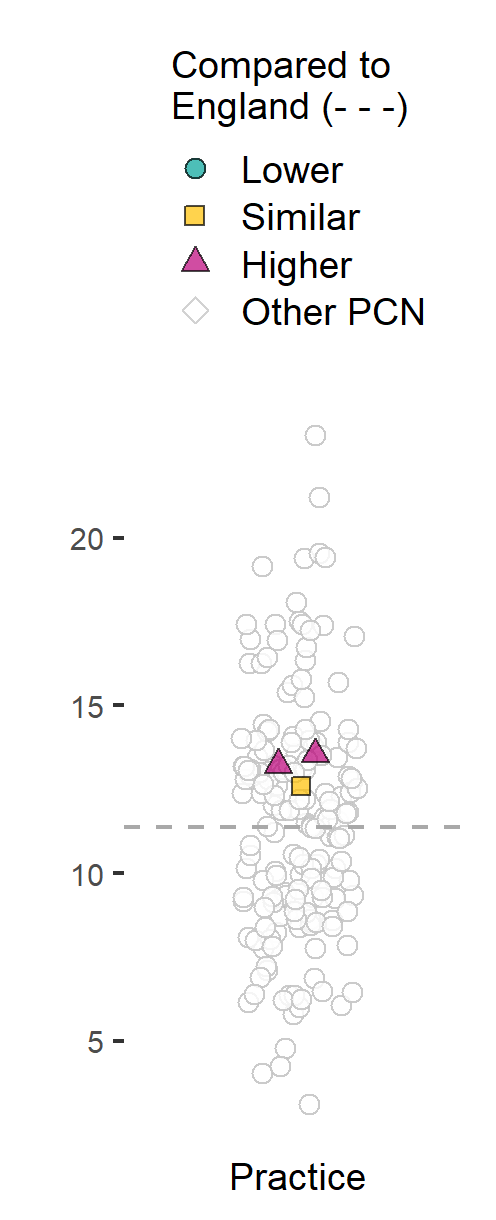 Compared to
England (- - -)
Lower
Similar
Higher
Other PCN
20
15
10
5
Practice